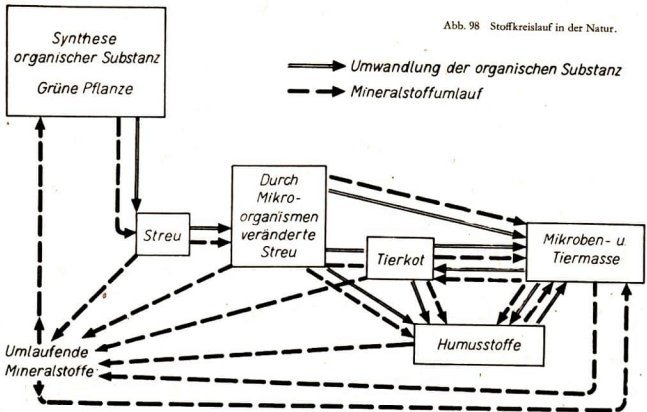 Abb. 98 Stoffkreislauf in der Natur.
Synthese
organischer Substanz
Grüne Pflanze
Umwandlung der organischen Substanz
Mineralstoffumlauf
Streu
Durch
Mikro-
organismen
veränderte
Streu
Tierkot
Mikroben- u.
Tiermasse
Humusstoffe
Umlaufende
Mineralstoffe